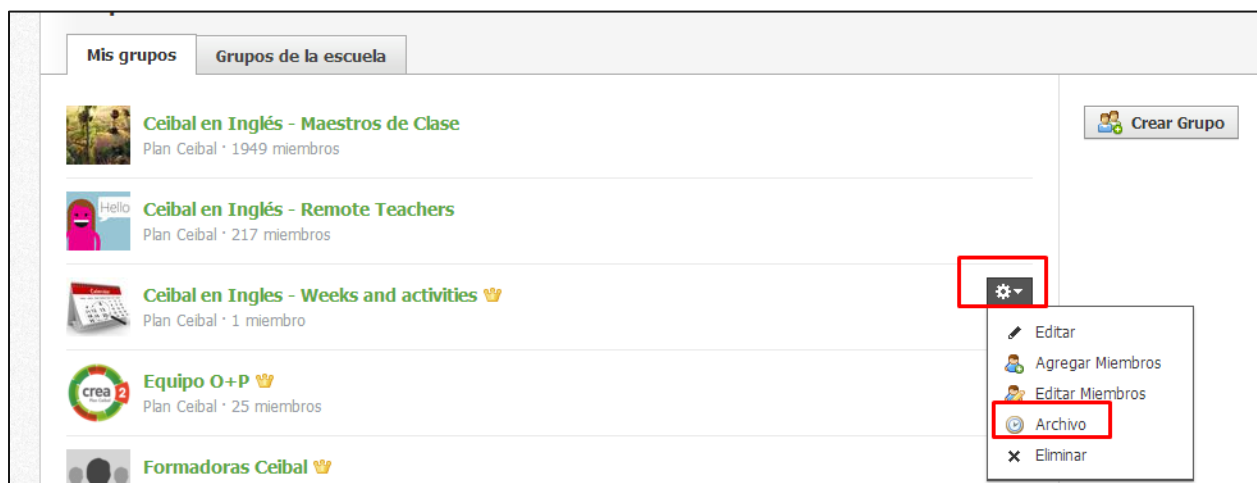 Mis grupos
Grupos de la escuela
Ceibal en Inglés - Maestros de Clase
Plan Ceibal · 1949 miembros
Crear Grupo
Hello
Ceibal en Inglés - Remote Teachers
Plan Ceibal · 217 miembros
Ceibal en Ingles - Weeks and activities
Plan Ceibal · 1 miembro
Editar
Agregar Miembros
Editar Miembros
Archivo
Eliminar
crea 2
Equipo O+P
Plan Ceibal · 25 miembros
Formadoras Ceibal